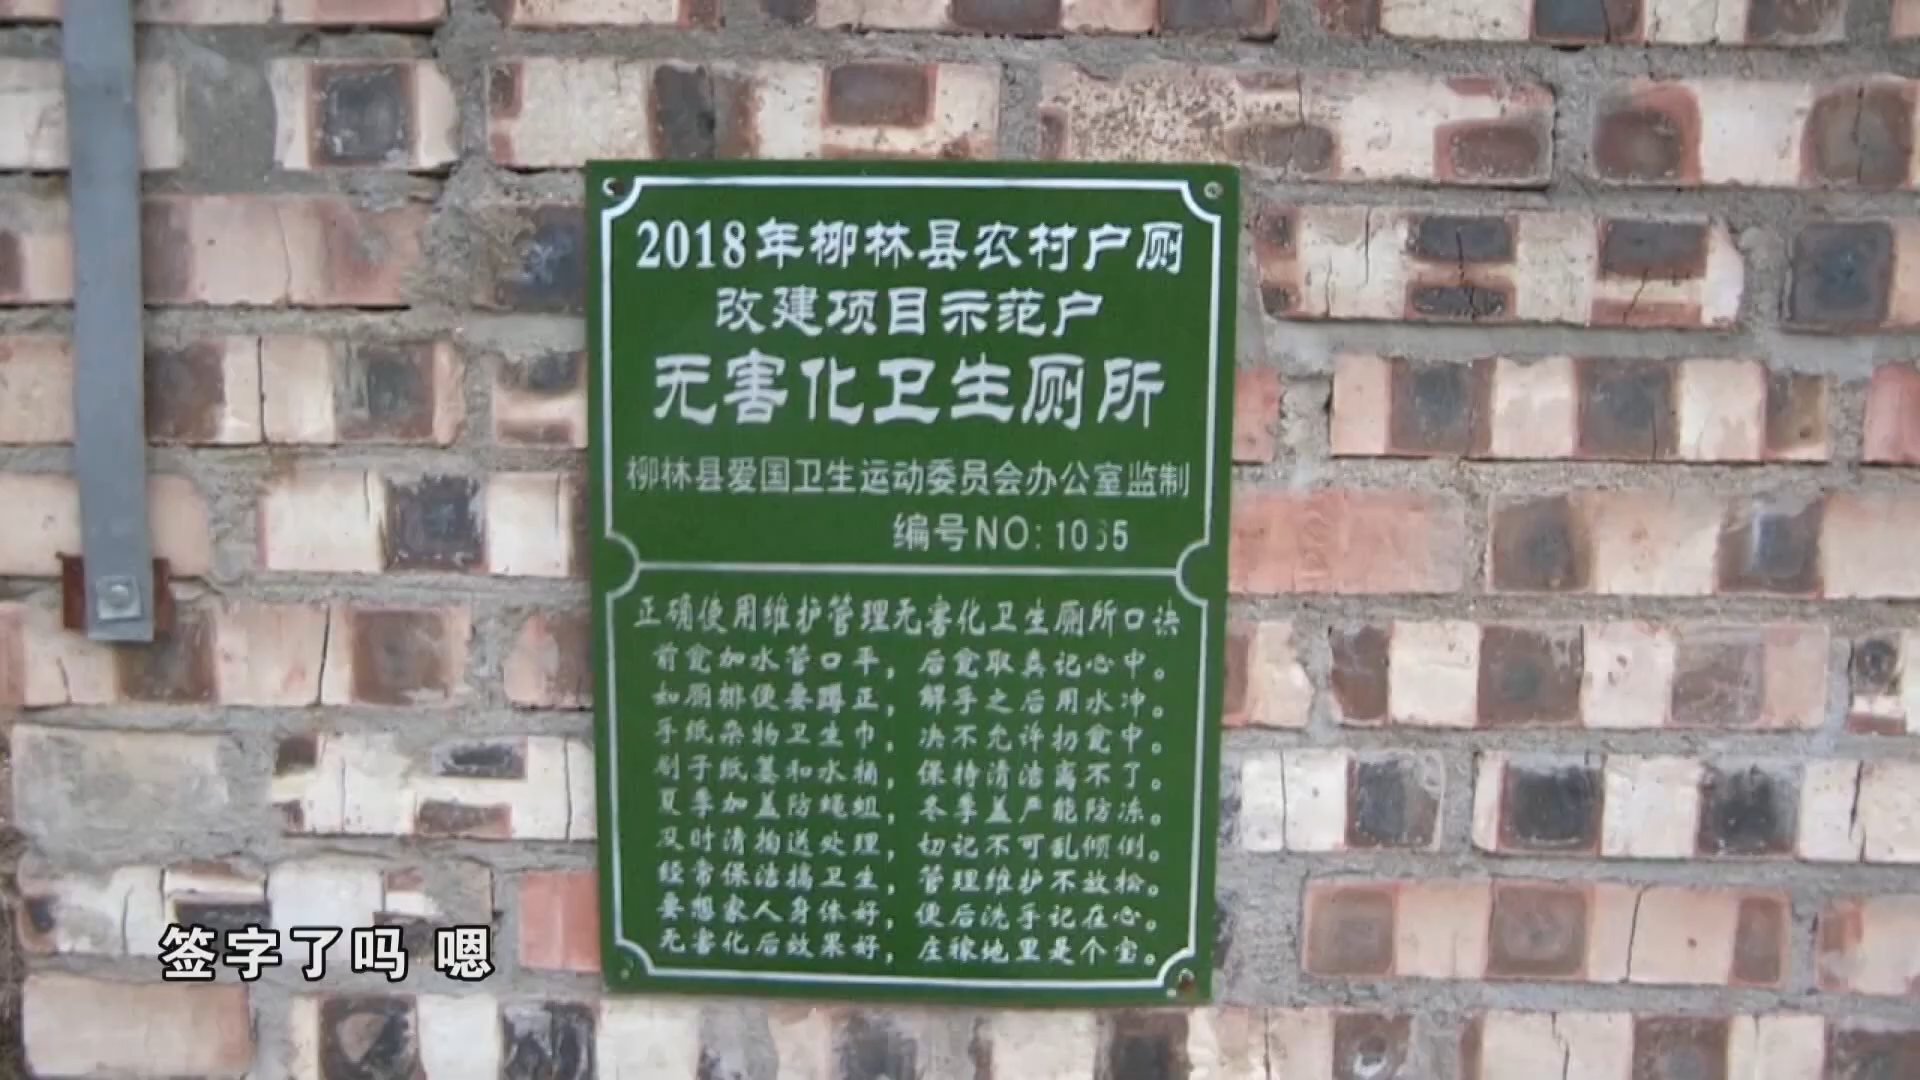 2018年柳林县农村户厕
改建项目示范户
无害化卫生厕所
柳林县爱国卫生运动委员会办公室监制
编号NO: 1065
正确使用维护管理无害化卫生厕所口诀
前瓮加水管口平，后瓮取粪记心中。
如厕排便要蹲正，解手之后用水冲。
手纸杂物卫生巾，决不允许扔瓮中。
刷子纸篓和水桶，保持清洁离不了。
夏季加盖防蝇蛆，冬季盖严能防冻。
及时清掏送处理，切记不可乱倾倒。
经常保洁搞卫生，管理维护不放松。
要想家人身体好，便后洗手记在心。
无害化后效果好，庄稼地里是个宝。
签字了吗 嗯